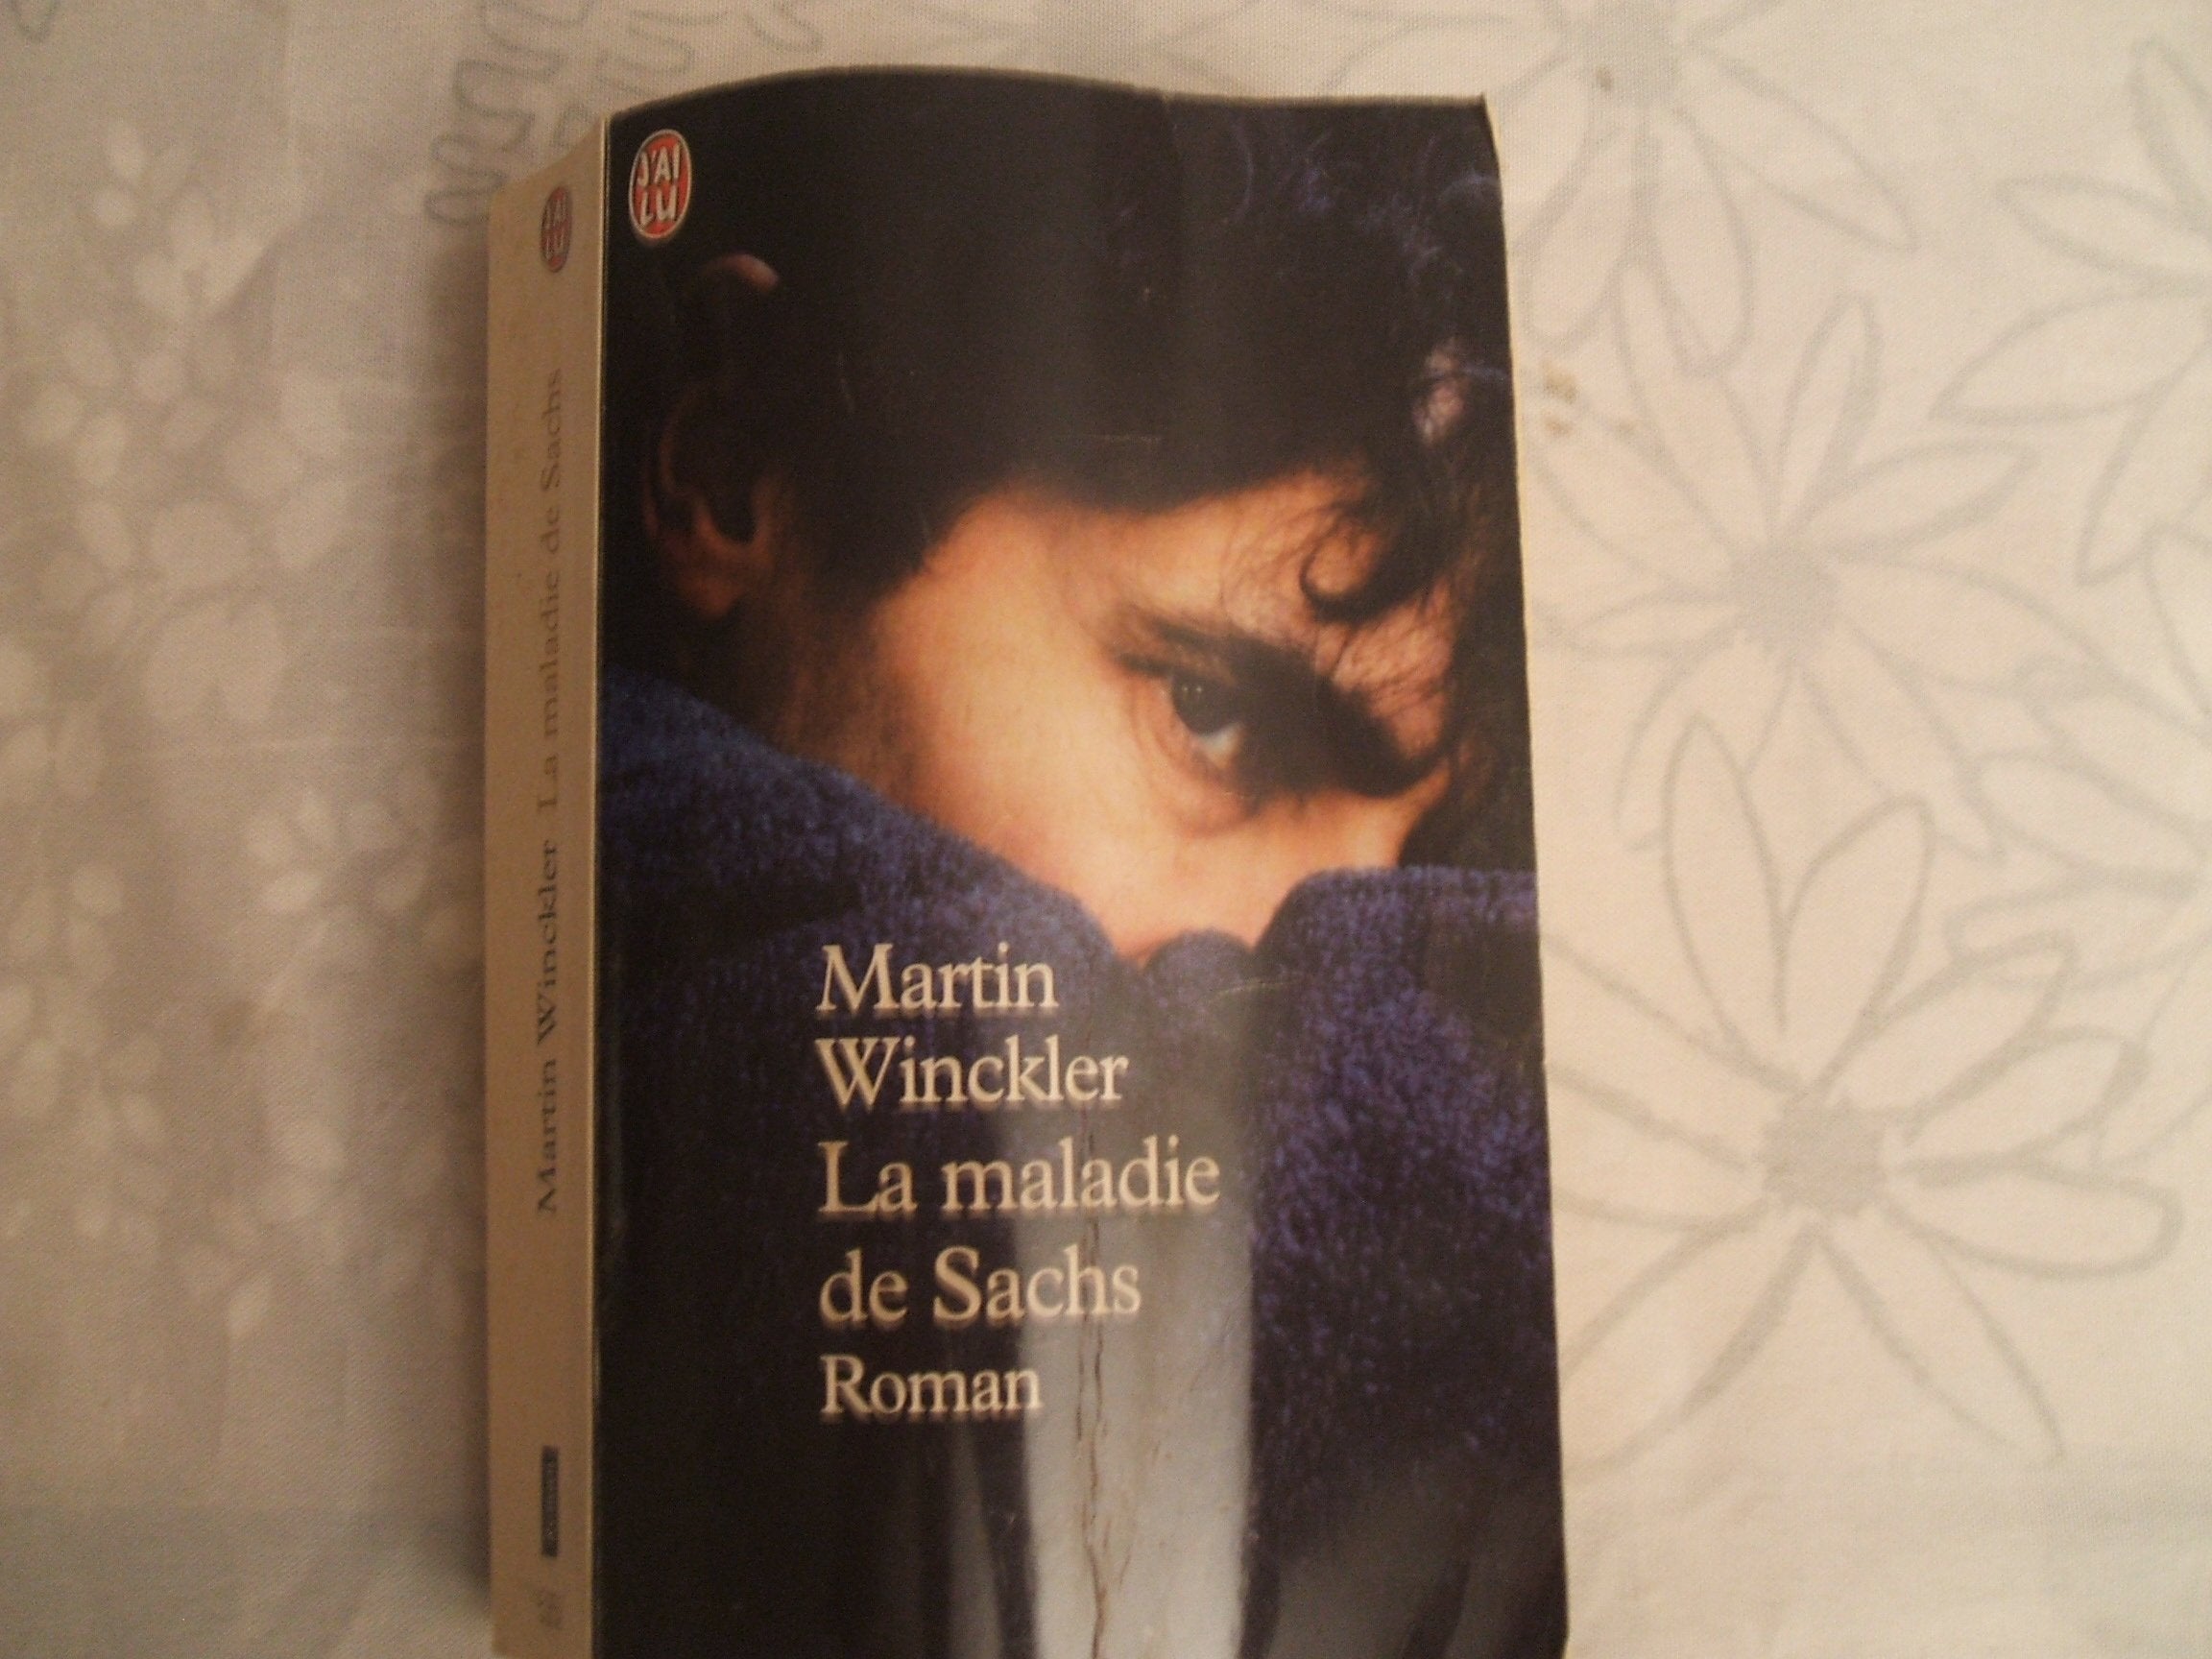 J'AI
LU
J'AI
LU
Martin Winckler La maladie de Sachs
Martin
Winckler
La maladie
de Sachs
Roman